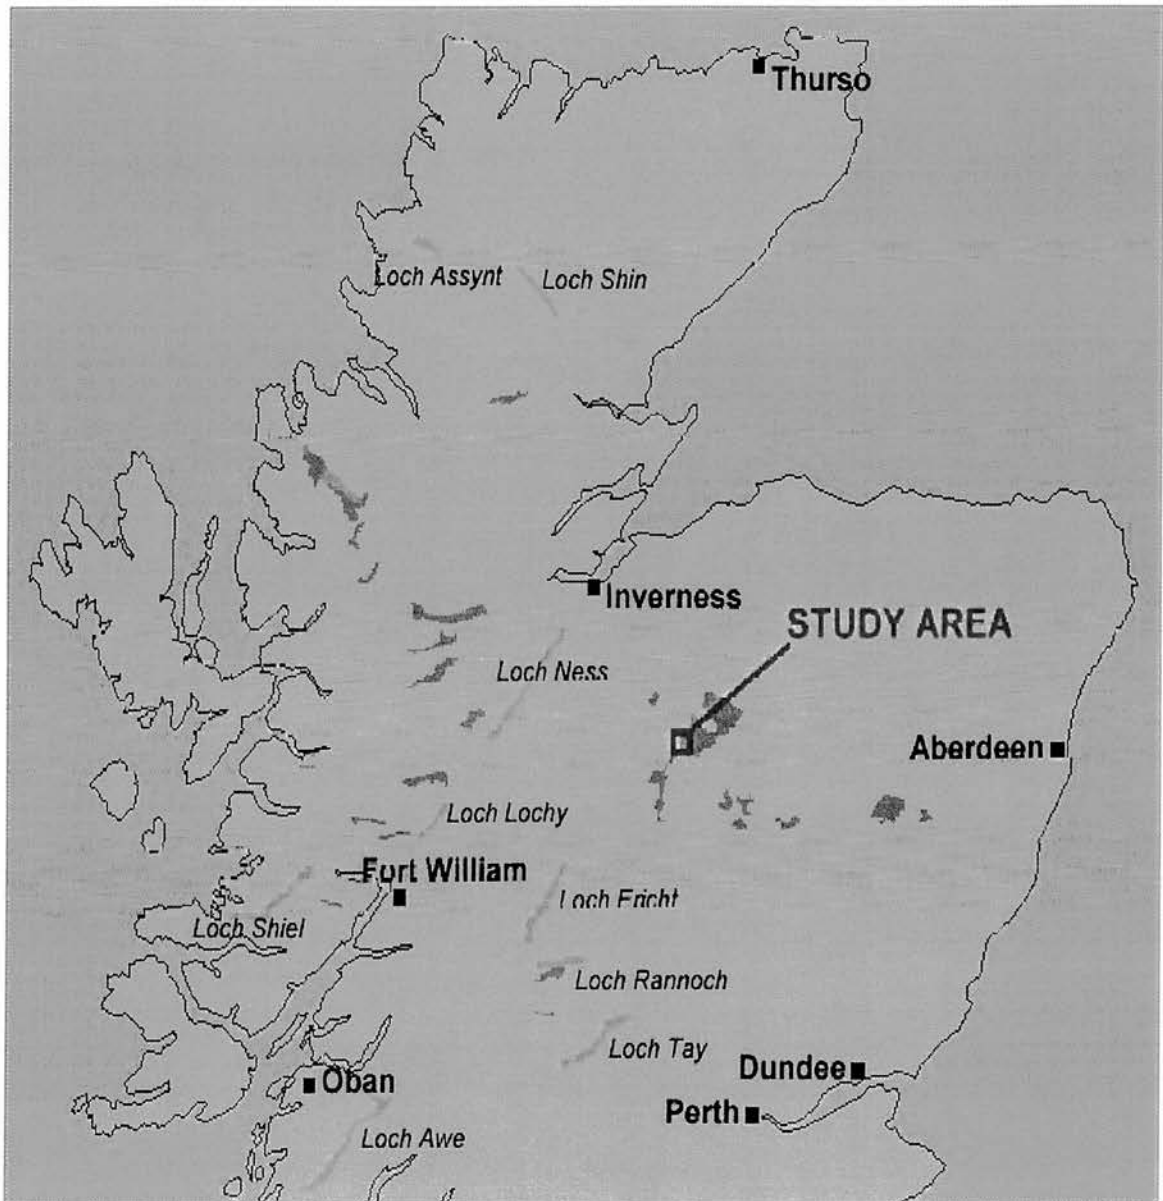 Thurso
Loch Assynt
Loch Shin
Inverness
STUDY AREA
Loch Ness
Aberdeen
Loch Lochy
Fort William
Loch Ericht
Loch Shiel
Loch Rannoch
Loch Tay
Dundee
Oban
Perth
Loch Awe